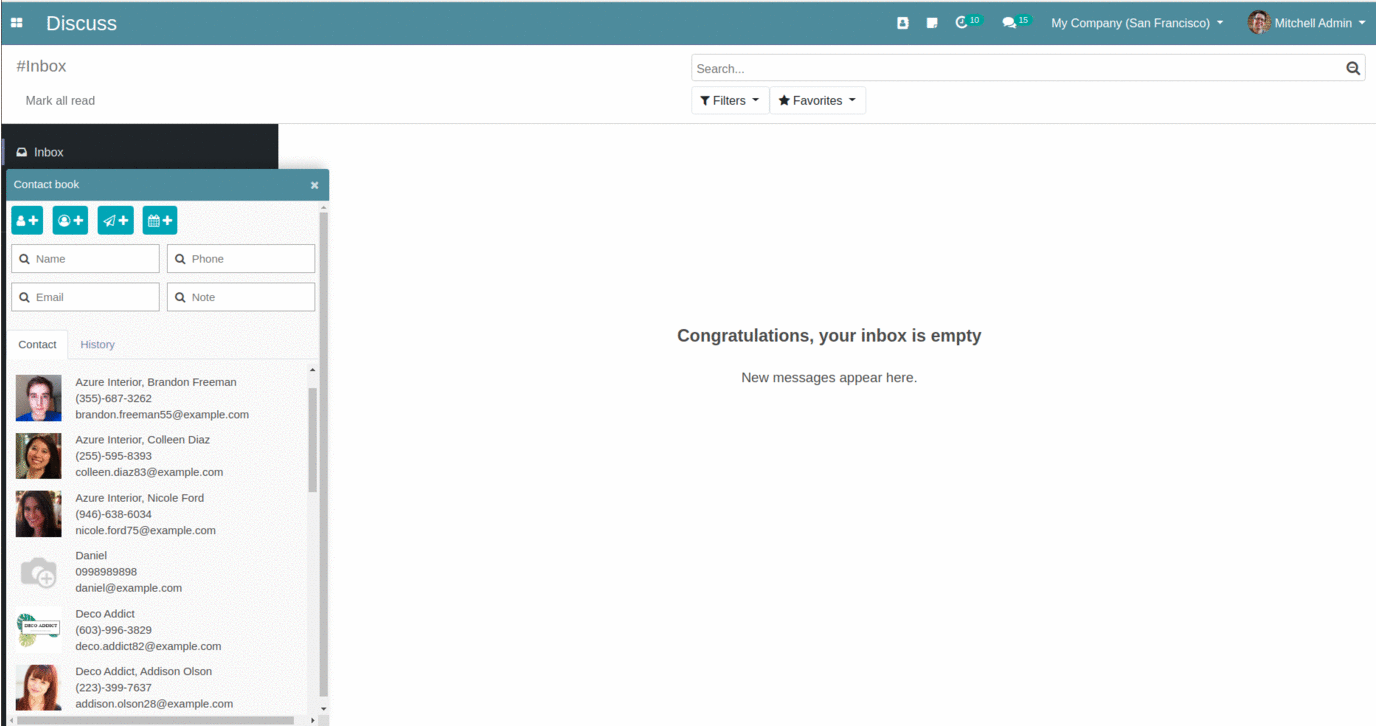 Discuss
10
15
My Company (San Francisco)
Mitchell Admin
#Inbox
Search...
Mark all read
Filters
Favorites
Inbox
Contact book
Name
Phone
Email
Note
Contact
History
Azure Interior, Brandon Freeman
(355)-687-3262
brandon.freeman55@example.com
Azure Interior, Colleen Diaz
(255)-595-8393
colleen.diaz83@example.com
Azure Interior, Nicole Ford
(946)-638-6034
nicole.ford75@example.com
Daniel
0998989898
daniel@example.com
DECO ADDICT
Deco Addict
(603)-996-3829
deco.addict82@example.com
Deco Addict, Addison Olson
(223)-399-7637
addison.olson28@example.com
Congratulations, your inbox is empty
New messages appear here.